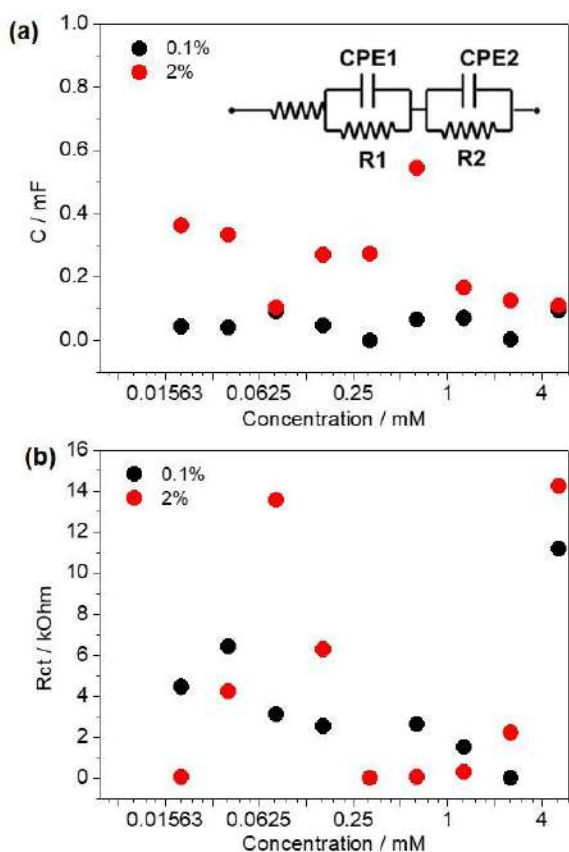 (a)
0.1%
2%
CPE1 CPE2
R1 R2
C / mF
1.0
0.8
0.6
0.4
0.2
0.0
0.01563 0.0625 0.25 1 4
Concentration / mM
(b)
0.1%
2%
Rct / kOhm
16
14
12
10
8
6
4
2
0
0.01563 0.0625 0.25 1 4
Concentration / mM